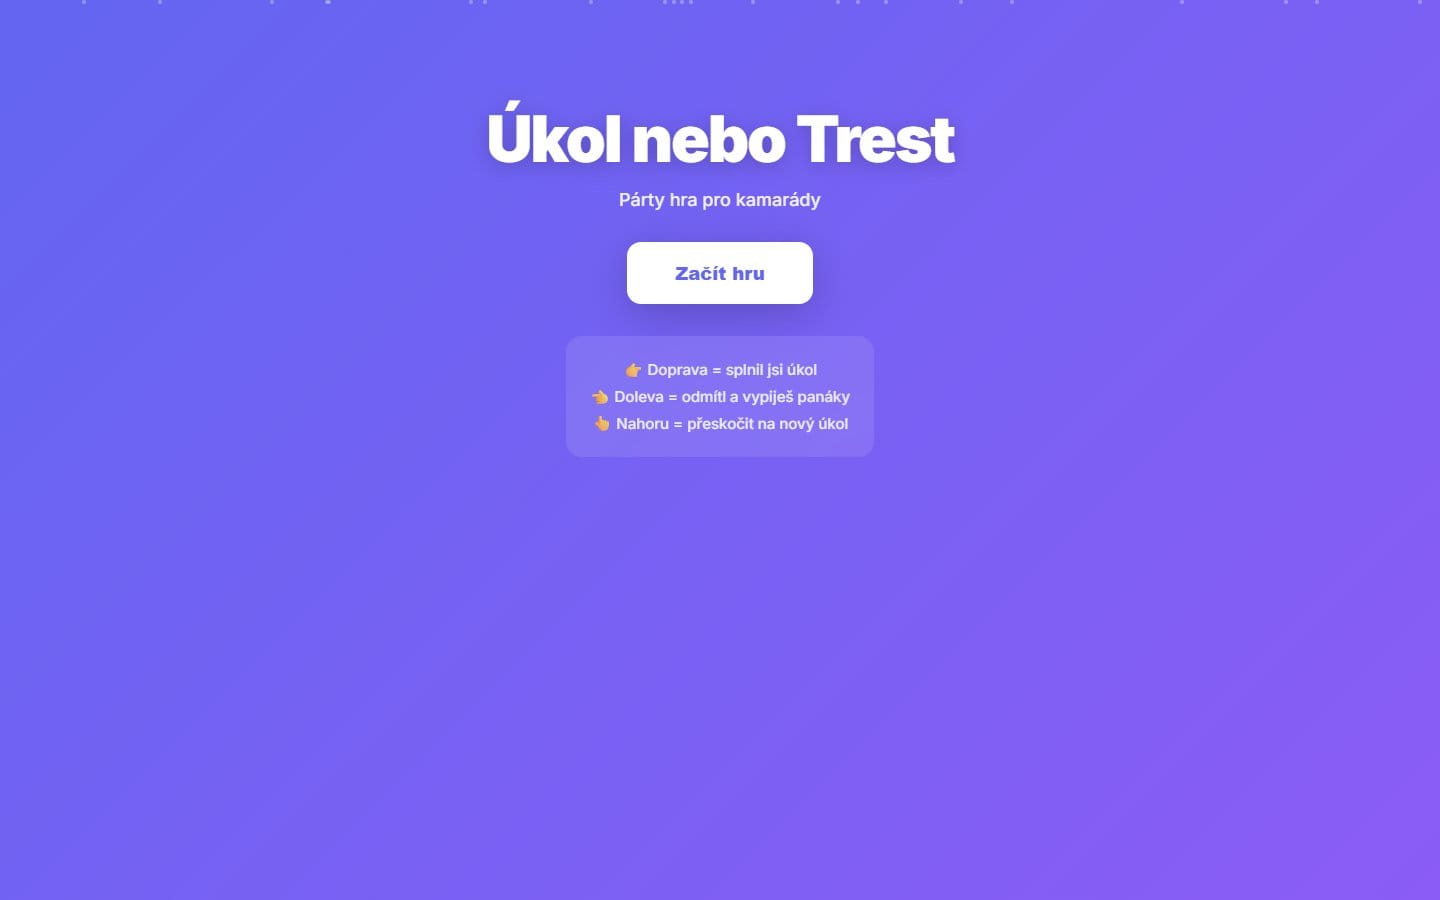 Úkol nebo Trest
Párty hra pro kamarády
Začít hru
👉 Doprava = splnil jsi úkol
👈 Doleva = odmítl a vypiješ panáky
👆 Nahoru = přeskočit na nový úkol